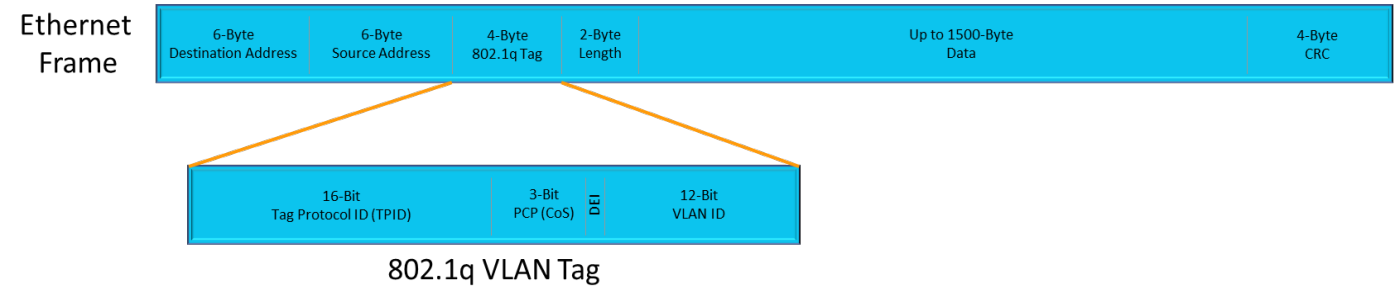 Ethernet
Frame
6-Byte
Destination Address
6-Byte
Source Address
4-Byte
802.1q Tag
2-Byte
Length
Up to 1500-Byte
Data
4-Byte
CRC
16-Bit
Tag Protocol ID (TPID)
3-Bit
PCP (CoS)
DEI
12-Bit
VLAN ID
802.1q VLAN Tag